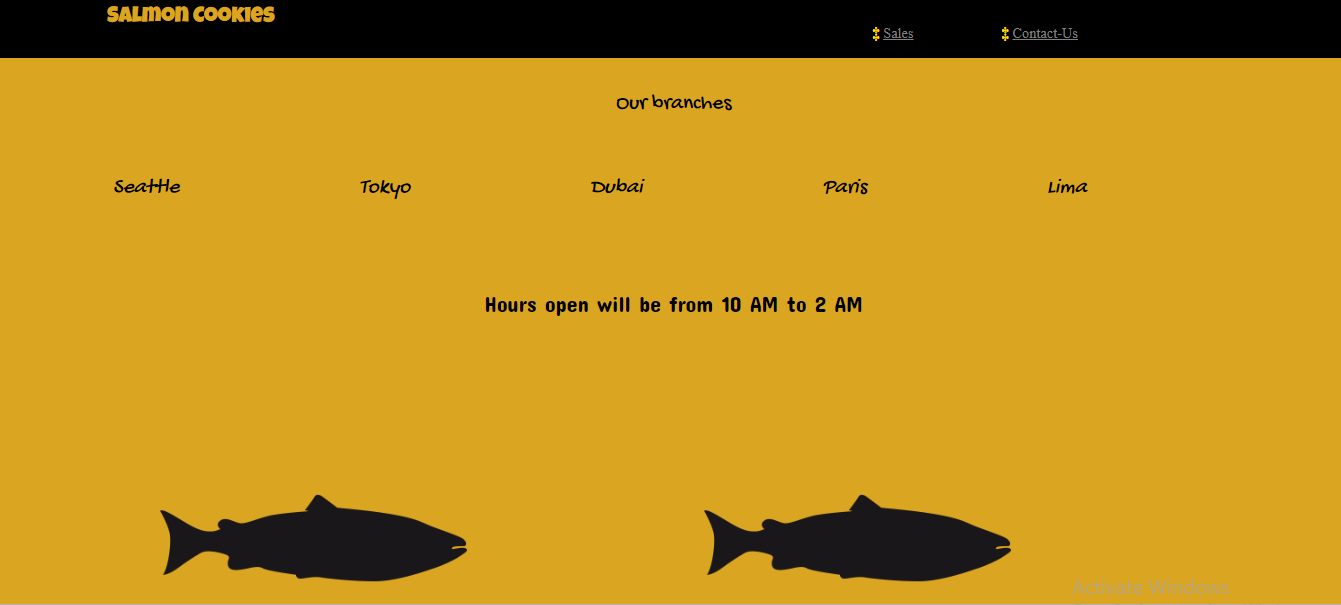 Salmon Cookies
Sales Contact-Us
Our branches
Seattle Tokyo Dubai Paris Lima
Hours open will be from 10 AM to 2 AM
Activate Windows